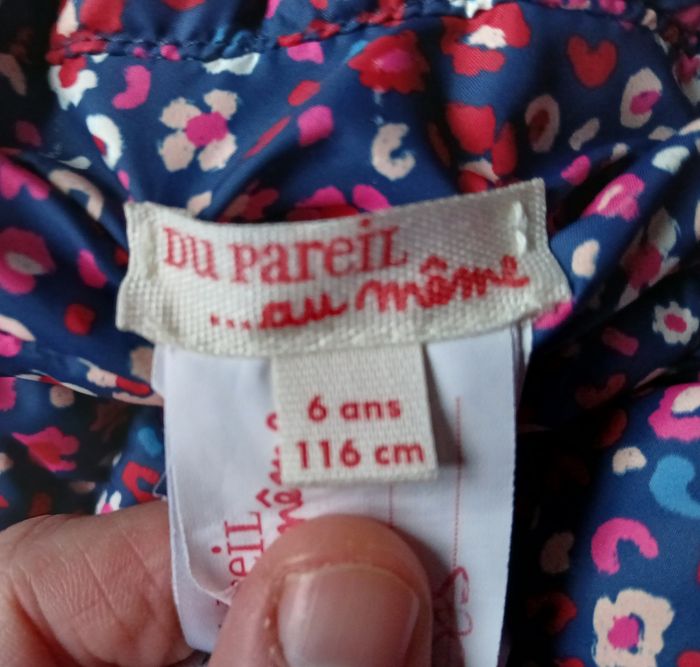 DU PAREIL
...au même
6 ans
116 cm